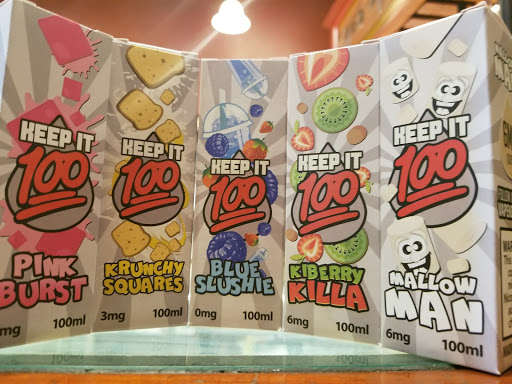 KEEP IT
100
PINK
BURST
mg 100ml
KEEP IT
100
KRUNCHY
SQUARES
3mg 100ml
KEEP IT
100
BLUE
SLUSHIE
0mg 100ml
KEEP IT
100
KIBERRY
KILLA
6mg 100ml
KEEP IT
100
MALLOW
MAN
6mg 100ml